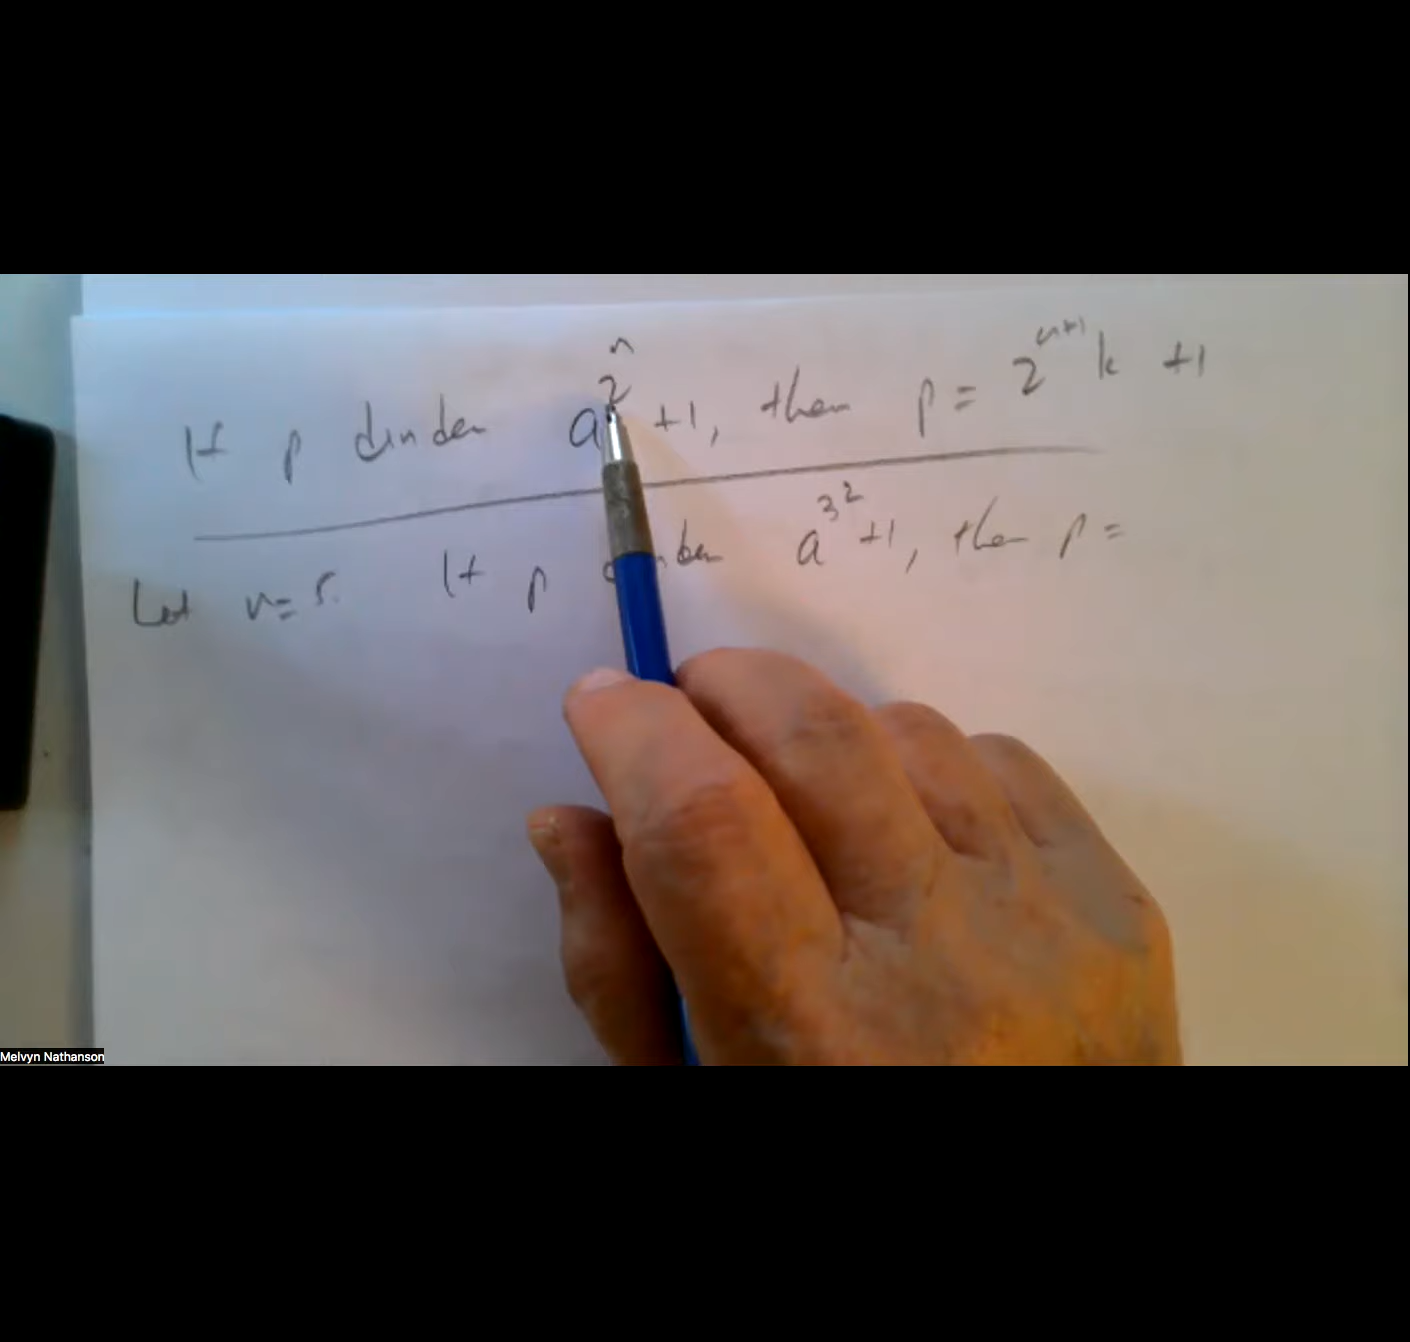 If p divides a^{2^n} +1, then p = 2^{n+1} k +1
Let n=5. If p divides a^{32} +1, then p =
Melvyn Nathanson